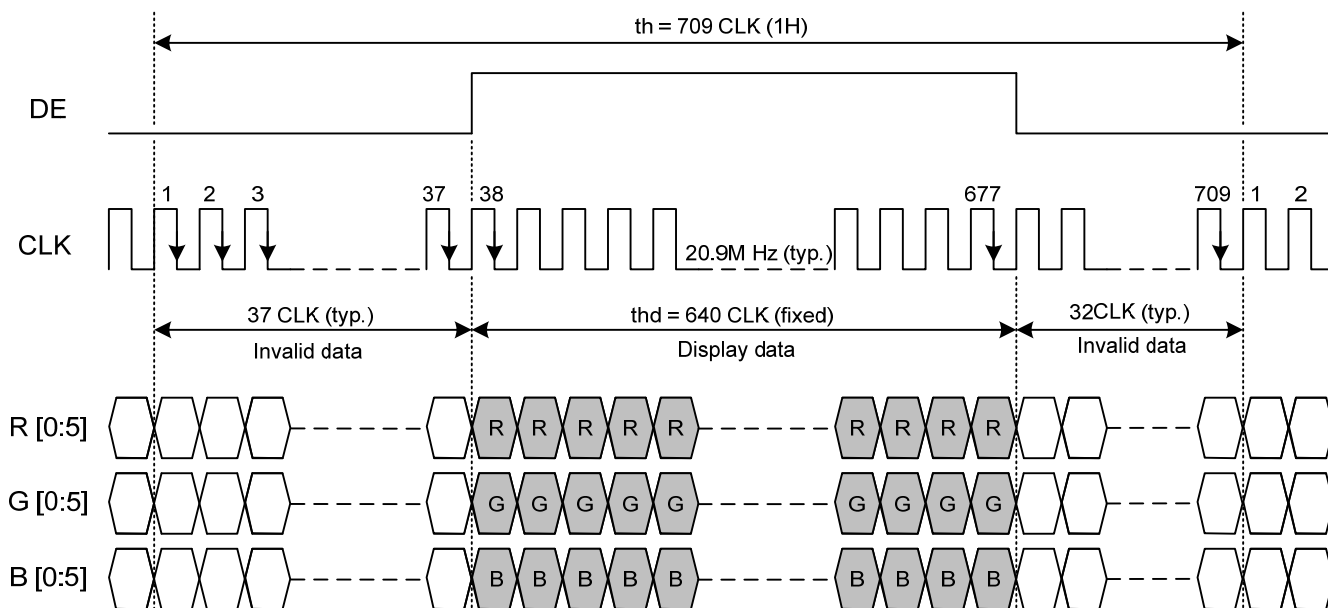 th = 709 CLK (1H)
DE
1 2 3 37 38 677 709 1 2
CLK
20.9M Hz (typ.)
37 CLK (typ.) thd = 640 CLK (fixed) 32CLK (typ.)
Invalid data Display data Invalid data
R [0:5] R R R R R R R R R
G [0:5] G G G G G G G G G
B [0:5] B B B B B B B B B